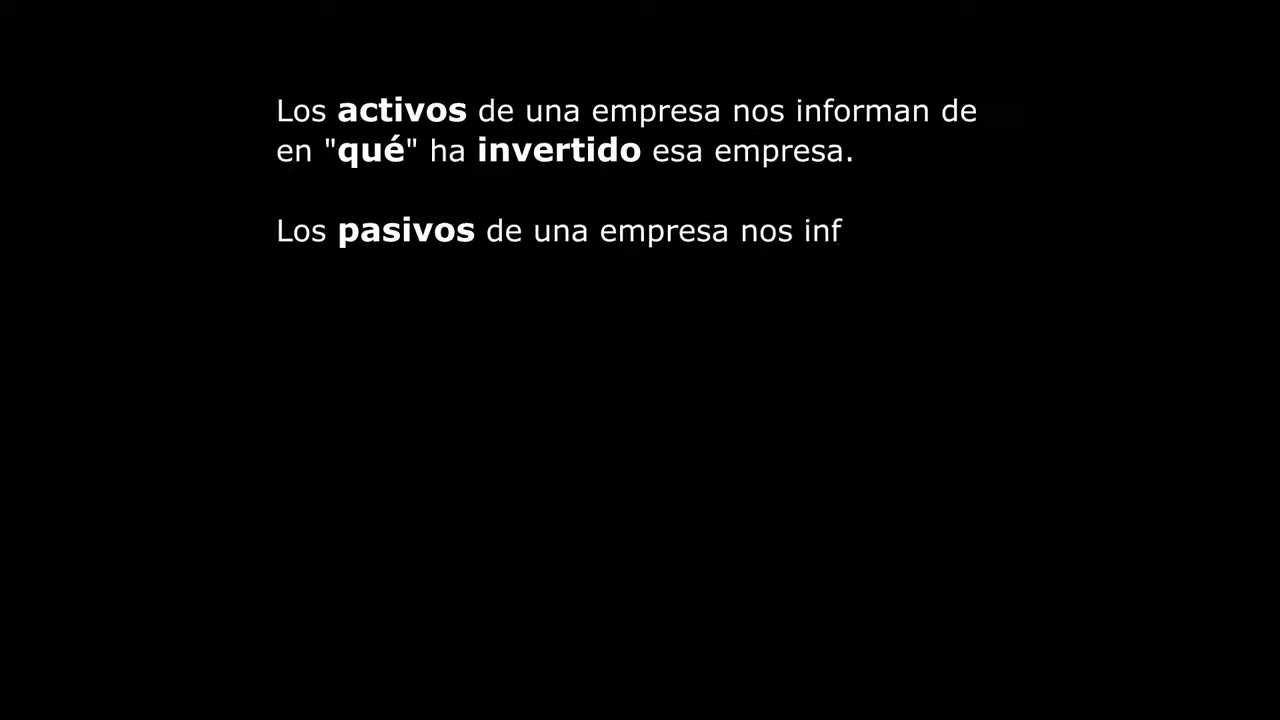 Los activos de una empresa nos informan de
en "qué" ha invertido esa empresa.
Los pasivos de una empresa nos inf